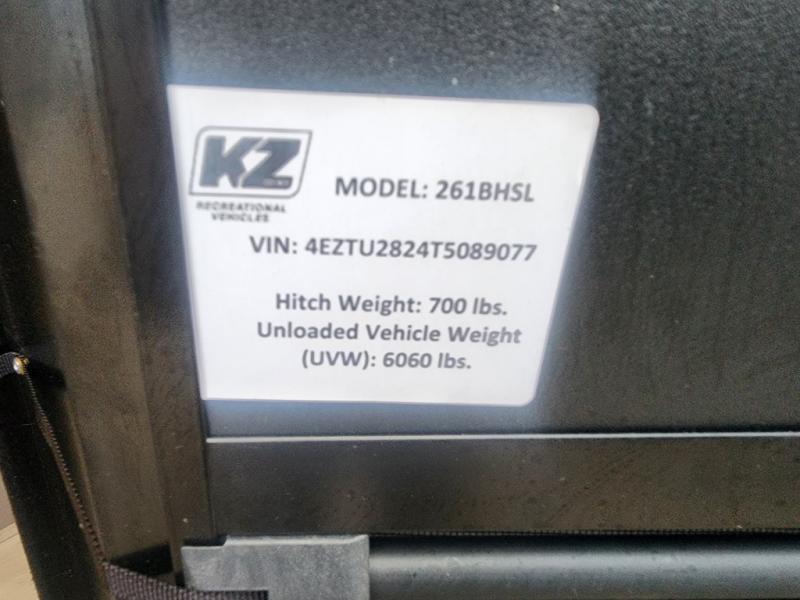 KZ
RECREATIONAL
VEHICLES
MODEL: 261BHSL
VIN: 4EZTU2824T5089077
Hitch Weight: 700 lbs.
Unloaded Vehicle Weight
(UVW): 6060 lbs.